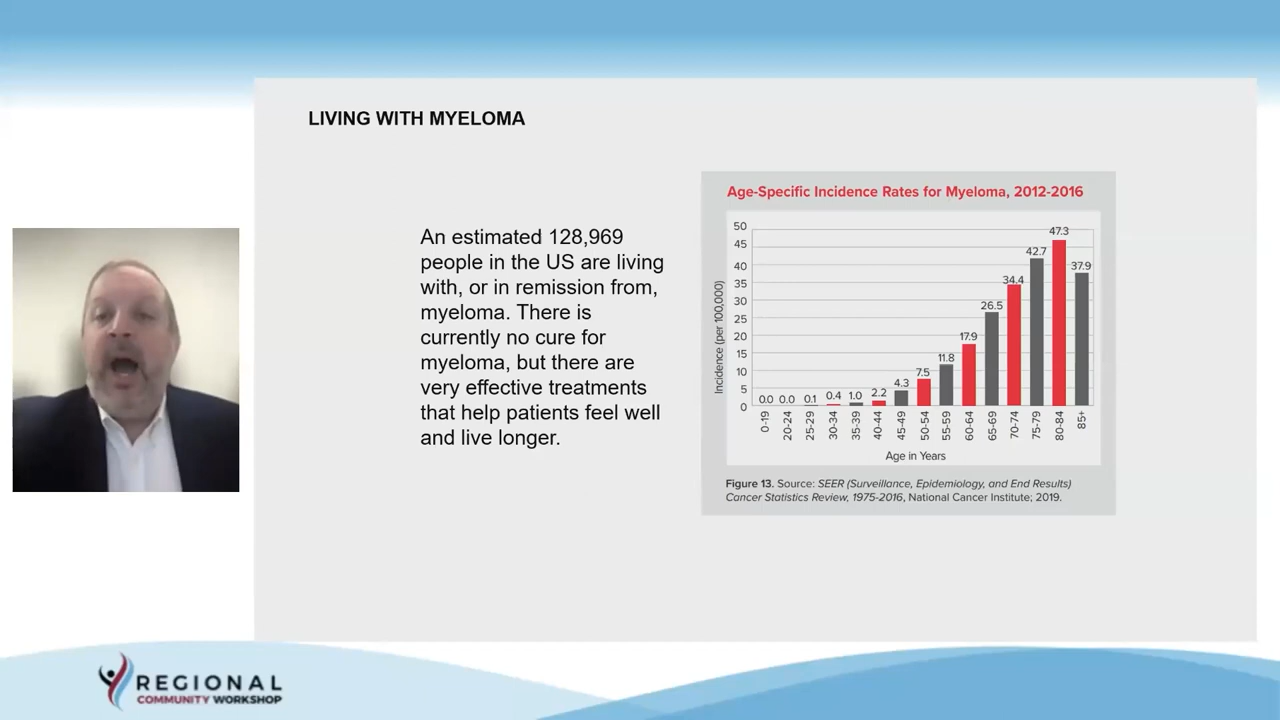 LIVING WITH MYELOMA
An estimated 128,969
people in the US are living
with, or in remission from,
myeloma. There is
currently no cure for
myeloma, but there are
very effective treatments
that help patients feel well
and live longer.
Age-Specific Incidence Rates for Myeloma, 2012-2016
Incidence (per 100,000)
50
45
40
35
30
25
20
15
10
5
0
0.0
0.0
0.1
0.4
1.0
2.2
4.3
7.5
11.8
17.9
26.5
34.4
42.7
47.3
37.9
0-19
20-24
25-29
30-34
35-39
40-44
45-49
50-54
55-59
60-64
65-69
70-74
75-79
80-84
85+
Age in Years
Figure 13. Source: SEER (Surveillance, Epidemiology, and End Results)
Cancer Statistics Review, 1975-2016, National Cancer Institute; 2019.
REGIONAL
COMMUNITY WORKSHOP